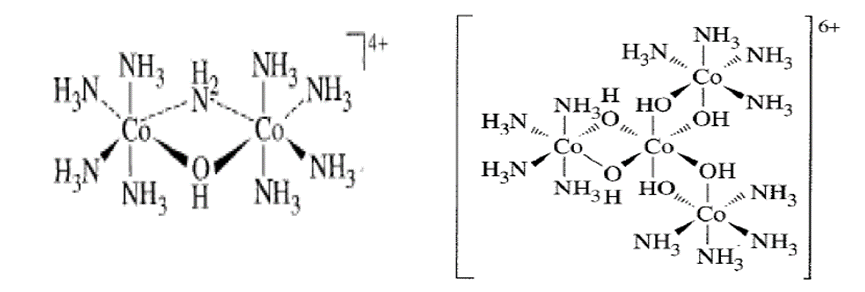 ]4+
NH3 H2 NH3
H3N N NH3
Co Co
H3N O NH3
NH3 H NH3
[ ]6+
NH3
H3N NH3
Co
NH3
H HO OH
NH3 O
H3N
Co Co
H3N
O OH
NH3 H HO
NH3
Co
NH3 NH3
NH3